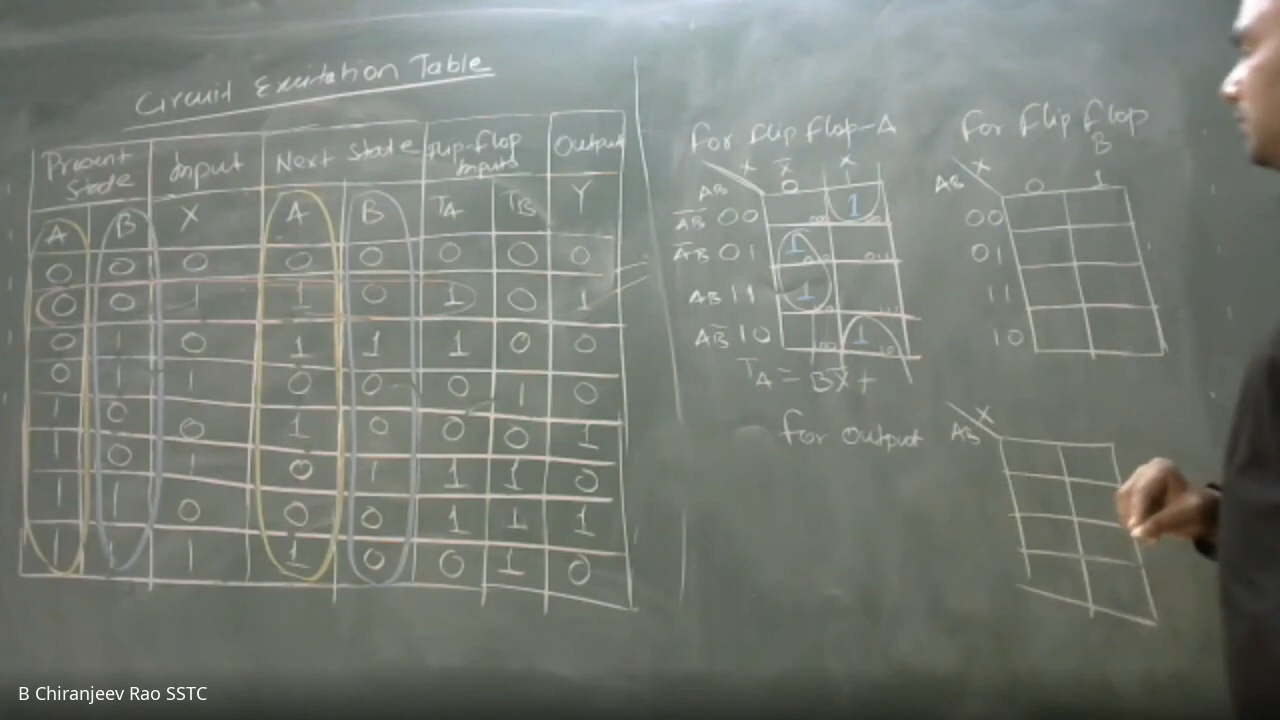 Circuit Excitation Table
Present State Input Next State Flip-Flop Inputs Output
A B X A B TA TB Y
0 0 0 0 0 0 0 0
0 0 1 1 0 1 0 1
0 1 0 1 1 1 0 0
0 1 1 0 0 0 1 0
1 0 0 1 0 0 0 1
1 0 1 0 1 1 1 0
1 1 0 0 0 1 1 1
1 1 1 1 0 0 1 0
For Flip Flop-A
X X̅ X
AB 0 1
A̅B̅ 00 1
A̅B 01 1
AB 11 1
AB̅ 10 1
TA = BX̅ +
For Flip Flop
B
X
AB 0 1
00
01
11
10
for output
X
AB
B Chiranjeev Rao SSTC